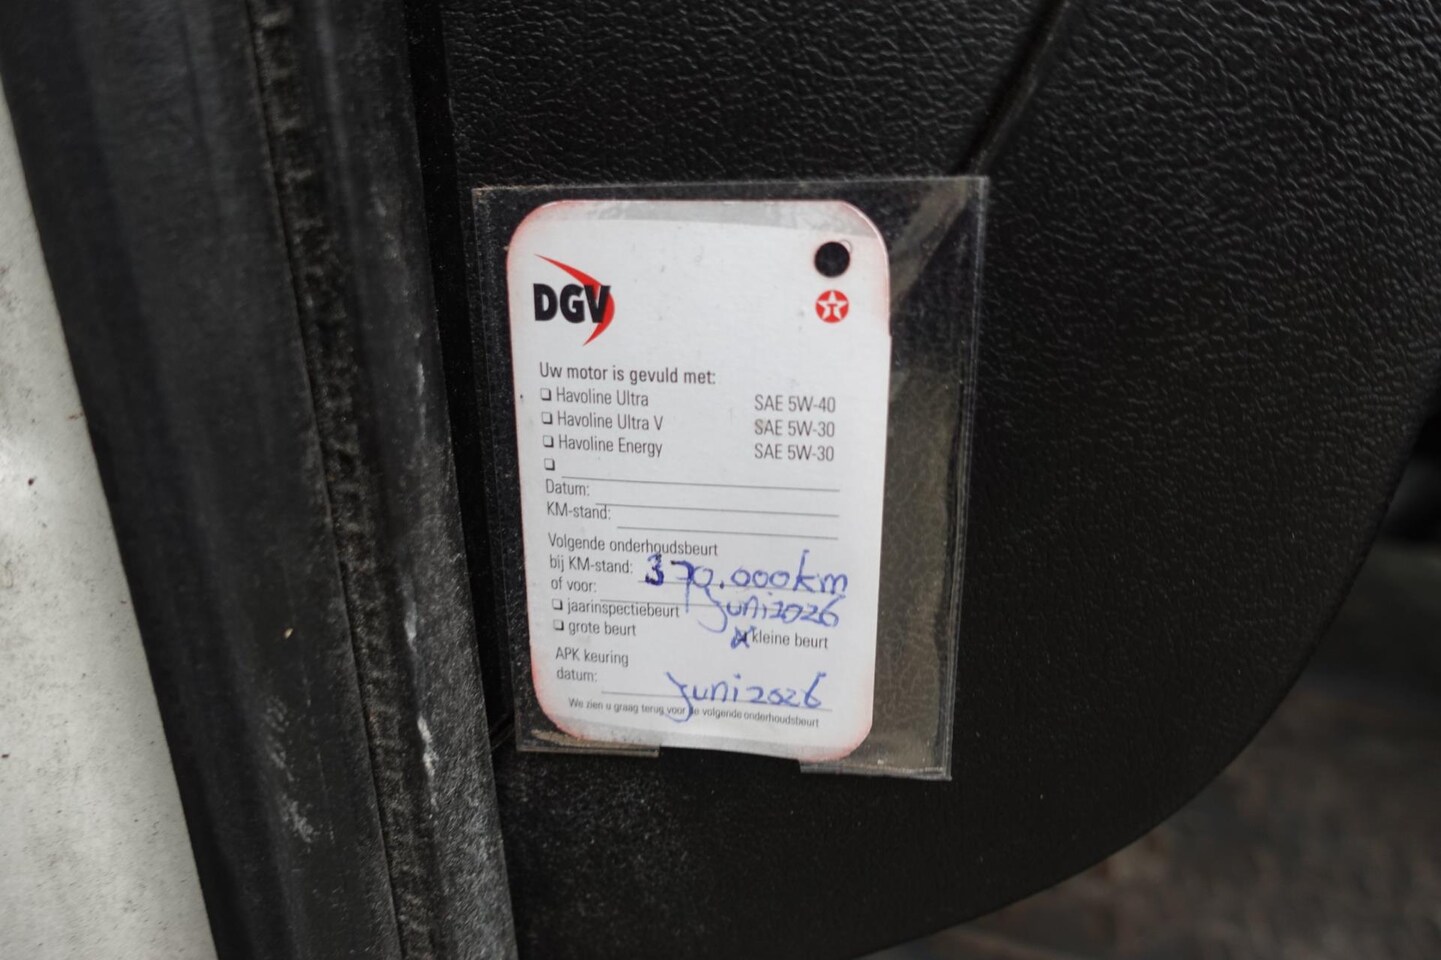 DGV
Uw motor is gevuld met:
Havoline Ultra SAE 5W-40
Havoline Ultra V SAE 5W-30
Havoline Energy SAE 5W-30
Datum:
KM-stand:
Volgende onderhoudsbeurt
bij KM-stand: 370.000km
of voor: juni 2026
jaarinspectiebeurt
grote beurt kleine beurt
APK keuring
datum: juni 2026
We zien u graag terug voor de volgende onderhoudsbeurt